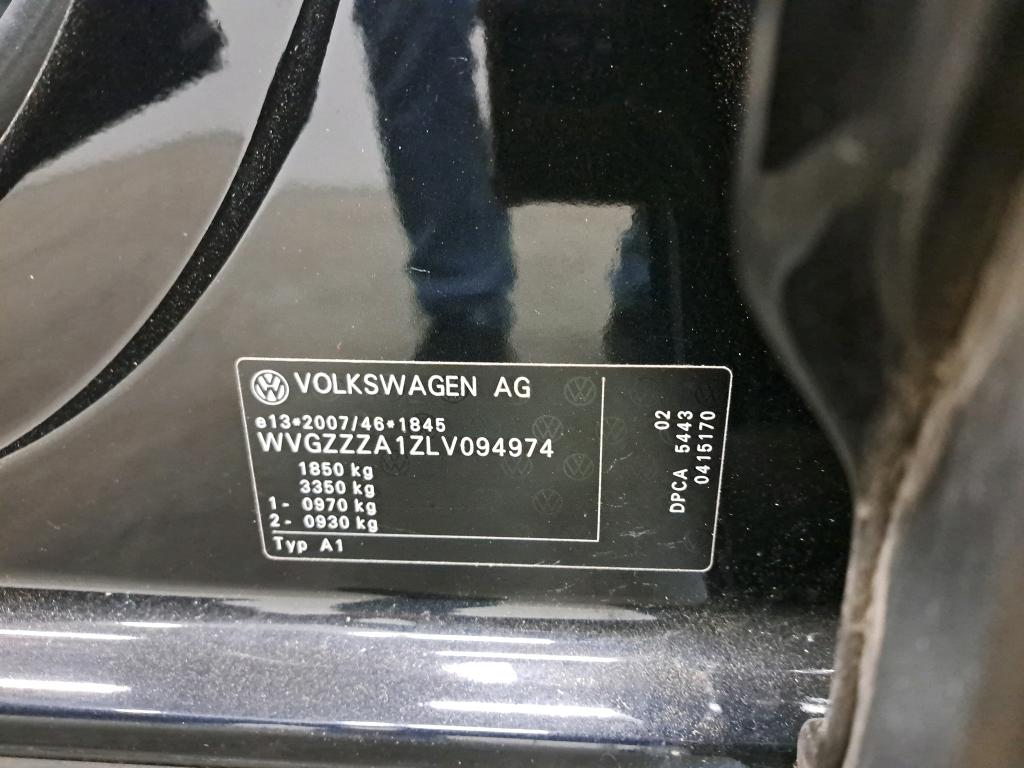 VOLKSWAGEN AG
e13*2007/46*1845
WVGZZZA1ZLV094974
1850 kg
3350 kg
1- 0970 kg
2- 0930 kg
Typ A1
02
DPCA 5443
0415170